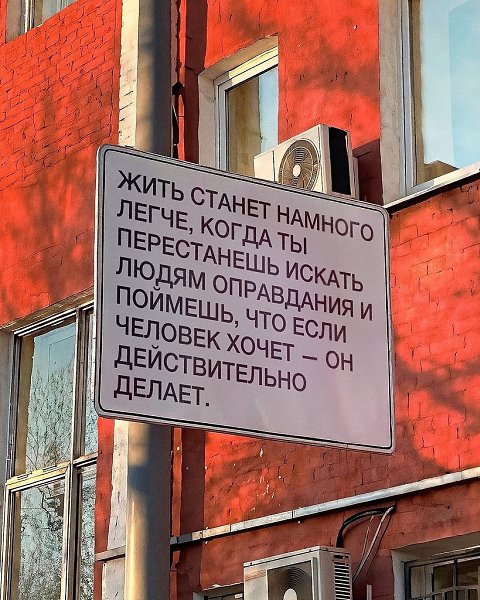 ЖИТЬ СТАНЕТ НАМНОГО
ЛЕГЧЕ, КОГДА ТЫ
ПЕРЕСТАНЕШЬ ИСКАТЬ
ЛЮДЯМ ОПРАВДАНИЯ И
ПОЙМЕШЬ, ЧТО ЕСЛИ
ЧЕЛОВЕК ХОЧЕТ – ОН
ДЕЙСТВИТЕЛЬНО
ДЕЛАЕТ.